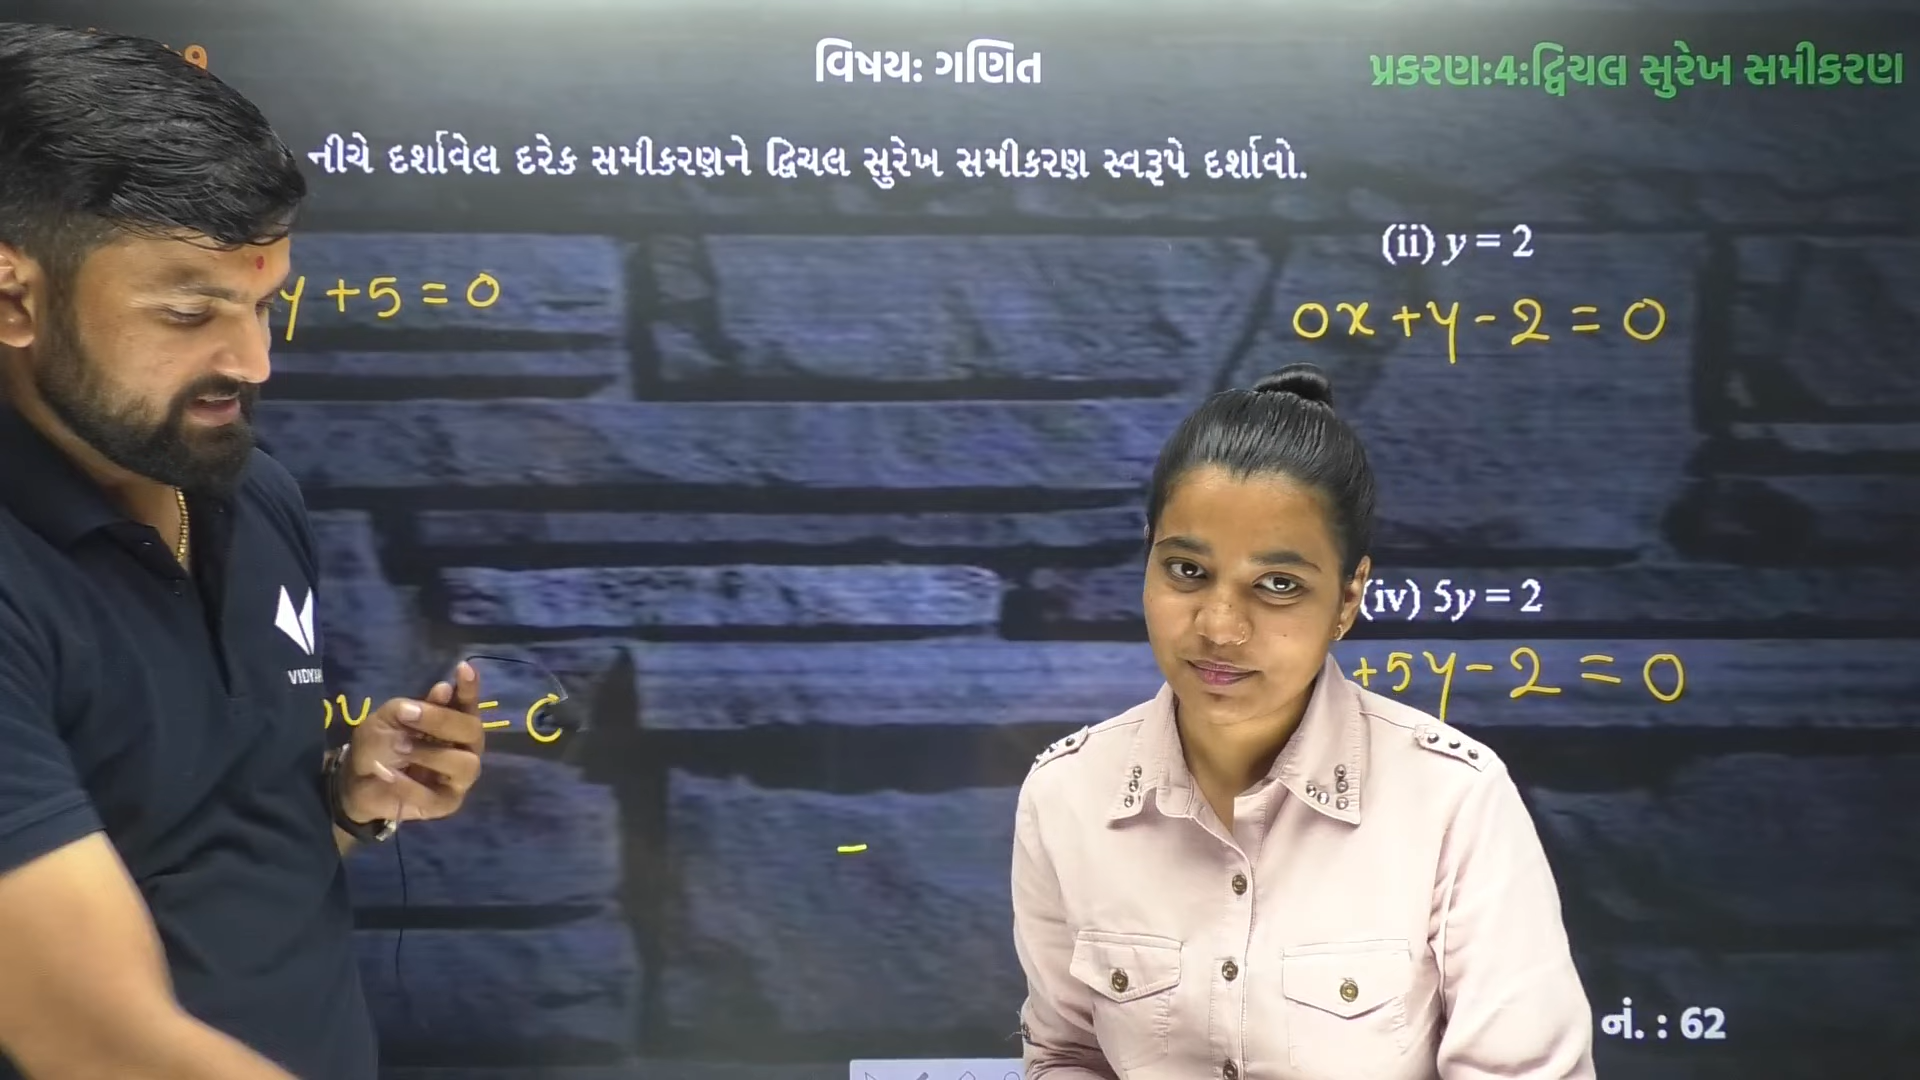 વિષય: ગણિત
પ્રકરણ:4:દ્વિચલ સુરેખ સમીકરણ
નીચે દર્શાવેલ દરેક સમીકરણને દ્વિચલ સુરેખ સમીકરણ સ્વરૂપે દર્શાવો.
(ii) y = 2
y + 5 = 0
0x + y - 2 = 0
(iv) 5y = 2
+ 5y - 2 = 0
નં. : 62